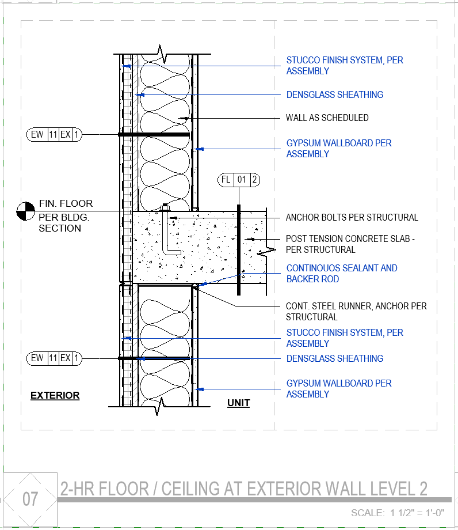 STUCCO FINISH SYSTEM, PER
ASSEMBLY
DENSGLASS SHEATHING
WALL AS SCHEDULED
EW 11 EX 1
GYPSUM WALLBOARD PER
ASSEMBLY
FL 01 2
FIN. FLOOR
PER BLDG.
SECTION
ANCHOR BOLTS PER STRUCTURAL
POST TENSION CONCRETE SLAB -
PER STRUCTURAL
CONTINOUOS SEALANT AND
BACKER ROD
CONT. STEEL RUNNER, ANCHOR PER
STRUCTURAL
STUCCO FINISH SYSTEM, PER
ASSEMBLY
EW 11 EX 1
DENSGLASS SHEATHING
GYPSUM WALLBOARD PER
ASSEMBLY
EXTERIOR
UNIT
07
2-HR FLOOR / CEILING AT EXTERIOR WALL LEVEL 2
SCALE: 1 1/2" = 1'-0"